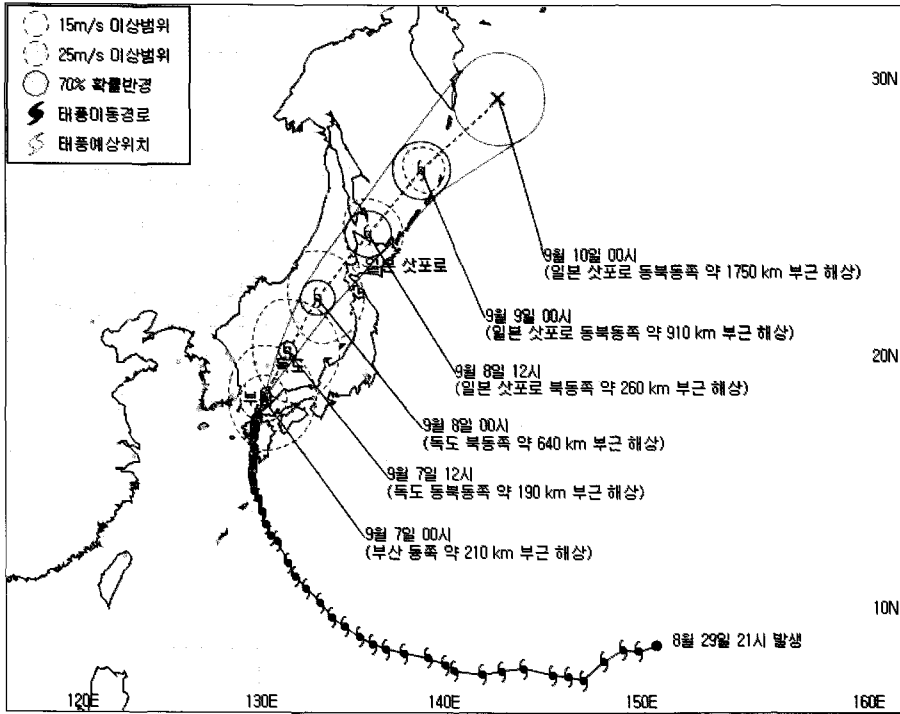 15m/s 이상범위
25m/s 이상범위
70% 확률반경
태풍이동경로
태풍예상위치
30N
9월 10일 00시
(일본 삿포로 동북동쪽 약 1750 km 부근 해상)
일본 삿포로
9월 9일 00시
(일본 삿포로 동북동쪽 약 910 km 부근 해상)
20N
9월 8일 12시
(일본 삿포로 북동쪽 약 260 km 부근 해상)
독도
부
9월 8일 00시
(독도 북동쪽 약 640 km 부근 해상)
9월 7일 12시
(독도 동북동쪽 약 190 km 부근 해상)
9월 7일 00시
(부산 동쪽 약 210 km 부근 해상)
10N
8월 29일 21시 발생
120E
130E
140E
150E
160E